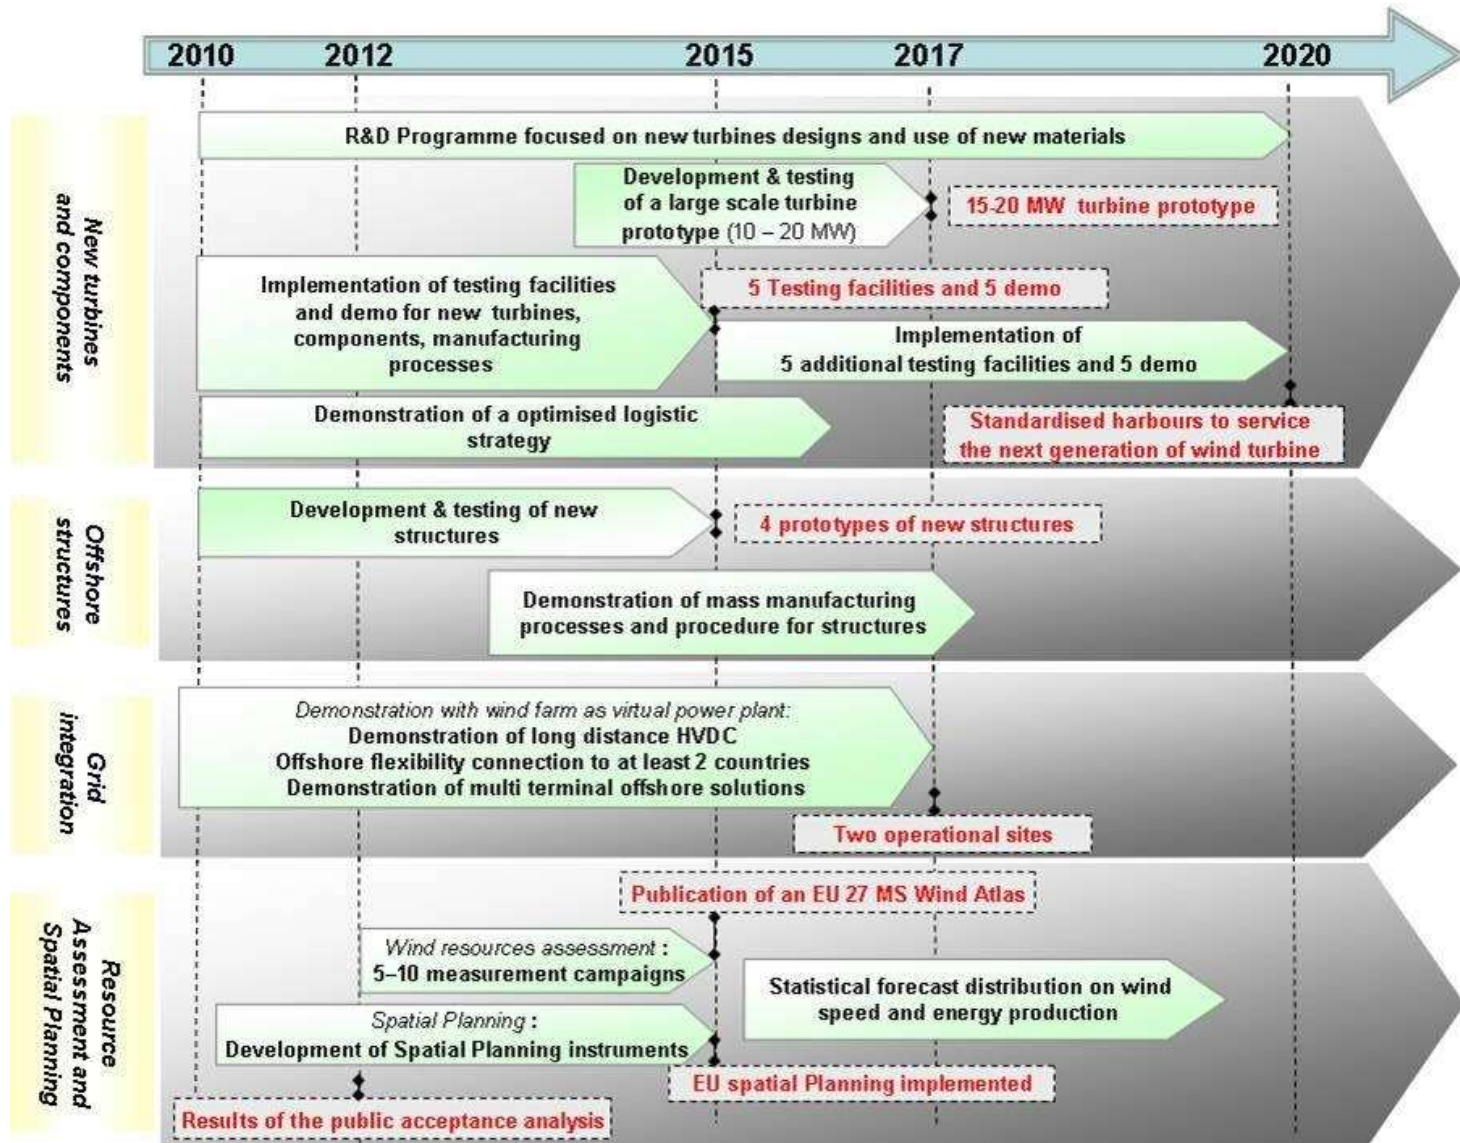 2010 2012 2015 2017 2020
New turbines
and components
R&D Programme focused on new turbines designs and use of new materials
Development & testing
of a large scale turbine
prototype (10 – 20 MW)
15-20 MW turbine prototype
Implementation of testing facilities
and demo for new turbines,
components, manufacturing
processes
5 Testing facilities and 5 demo
Implementation of
5 additional testing facilities and 5 demo
Demonstration of a optimised logistic
strategy
Standardised harbours to service
the next generation of wind turbine
Offshore
structures
Development & testing of new
structures
4 prototypes of new structures
Demonstration of mass manufacturing
processes and procedure for structures
Grid
integration
Demonstration with wind farm as virtual power plant:
Demonstration of long distance HVDC
Offshore flexibility connection to at least 2 countries
Demonstration of multi terminal offshore solutions
Two operational sites
Resource
Assessment and
Spatial Planning
Publication of an EU 27 MS Wind Atlas
Wind resources assessment :
5–10 measurement campaigns
Statistical forecast distribution on wind
speed and energy production
Spatial Planning :
Development of Spatial Planning instruments
EU spatial Planning implemented
Results of the public acceptance analysis